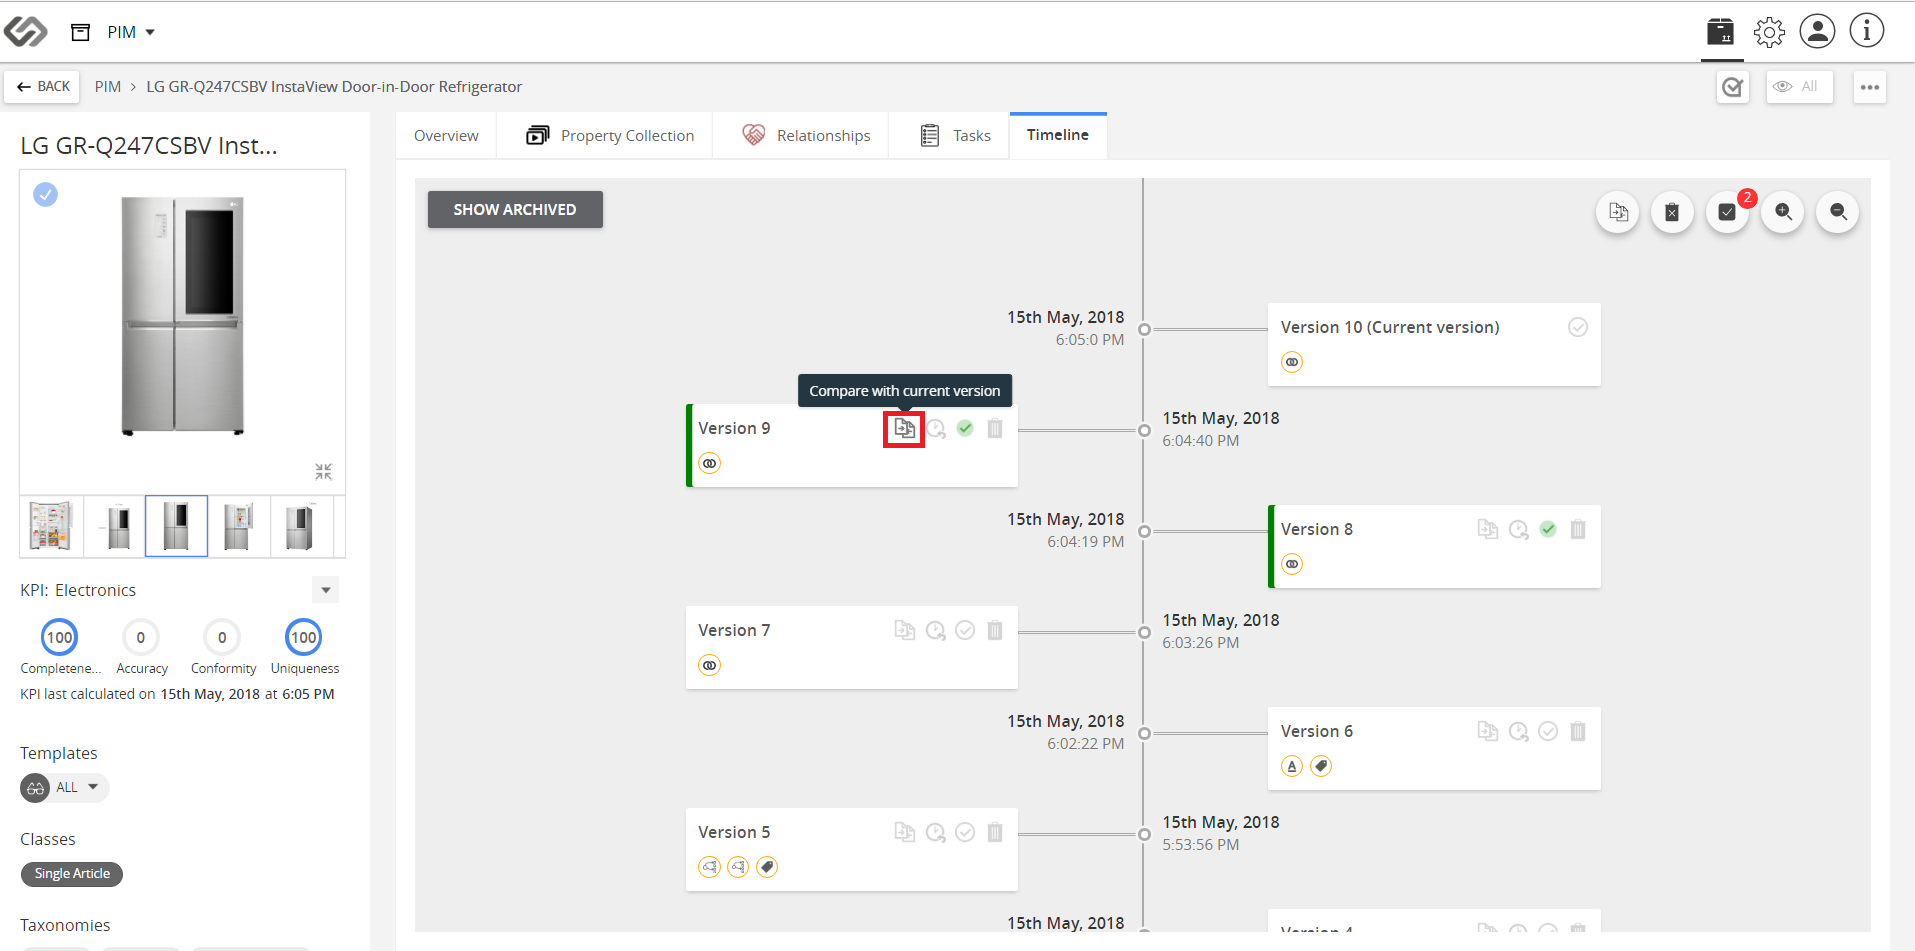 PIM
BACK
PIM > LG GR-Q247CSBV InstaView Door-in-Door Refrigerator
All
LG GR-Q247CSBV Inst...
Overview
Property Collection
Relationships
Tasks
Timeline
SHOW ARCHIVED
2
15th May, 2018
6:05:0 PM
Version 10 (Current version)
Compare with current version
Version 9
15th May, 2018
6:04:40 PM
15th May, 2018
6:04:19 PM
Version 8
Version 7
15th May, 2018
6:03:26 PM
15th May, 2018
6:02:22 PM
Version 6
A
Version 5
15th May, 2018
5:53:56 PM
15th May, 2018
Version 4
KPI: Electronics
100
0
0
100
Completene...
Accuracy
Conformity
Uniqueness
KPI last calculated on 15th May, 2018 at 6:05 PM
Templates
ALL
Classes
Single Article
Taxonomies